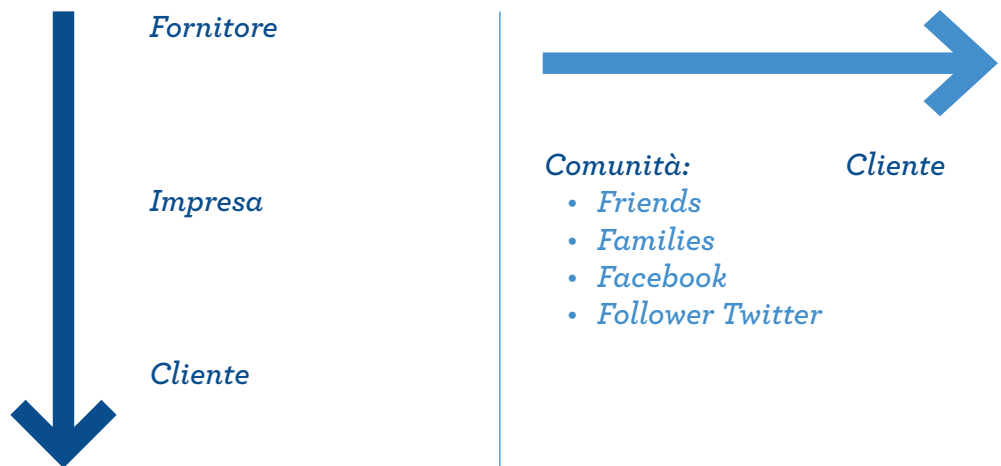 Fornitore
Impresa
Cliente
Comunità:
• Friends
• Families
• Facebook
• Follower Twitter
Cliente